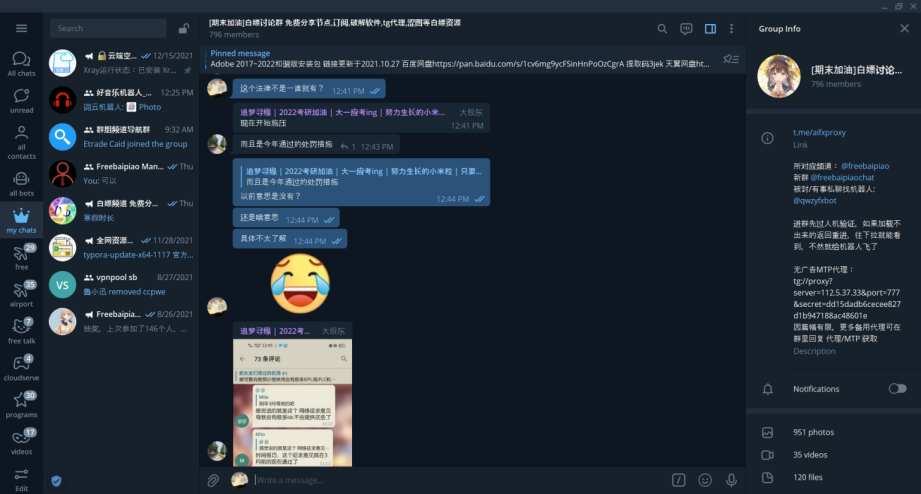 All chats
unread
all
contacts
all bots
my chats
29
free
35
airport
7
free talk
4
cloudserve
30
programs
17
videos
Edit
Search
云端空... 12/15/2021
Xray运行状态：已安装 Xr...
好音乐机器人_... 12:25 PM
词云机器人: Photo
群组频道导航群 9:32 AM
Etrade Caid joined the group
Freebaipiao Man... Thu
You: 可以
白嫖频道 免费分... Thu
寒假时长
全网资源... 11/28/2021
typora-update-x64-1117 官方...
VS
vpnpool sb 8/27/2021
鲁小迅 removed ccpwe
Freebaipia... 8/26/2021
抽奖，上次参加了146个人，...
[期末加油]白嫖讨论群 免费分享节点,订阅,破解软件,tg代理,涩图等白嫖资源
796 members
Pinned message
Adobe 2017~2022和谐版安装包 链接更新于2021.10.27 百度网盘https://pan.baidu.com/s/1cv6mg9ycFSinHnPoOzCgrA 提取码3jek 天翼网盘ht...
这个法律不是一直就有？ 12:41 PM
追梦寻穆 | 2022考研加油 | 大一应考ing | 努力生长的小米... 大股东
现在开始施压
12:41 PM
而且是今年通过的处罚措施 1 12:43 PM
追梦寻穆 | 2022考研加油 | 大一应考ing | 努力生长的小米粒 | 只要...
而且是今年通过的处罚措施
以前意思是没有？
12:44 PM
还是啥意思 12:44 PM
具体不太了解 12:44 PM
追梦寻穆 | 2022考... 大股东
73 条评论
Milo
Milo
M
Write a message...
Group Info
[期末加油]白嫖讨论...
796 members
t.me/aifxproxy
Link
所对应频道： @freebaipiao
新群 @freebaipiaochat
被封/有事私聊找机器人:
@qwzyfxbot
进群先过人机验证，如果加载不
出来的返回重进，往下拉就能看
到，不然就给机器人飞了
无广告MTP代理：
tg://proxy?
server=112.5.37.33&port=777
&secret=dd15dadb6cecee827
d1b947188ac48601e
因篇幅有限，更多备用代理可在
群里回复 代理/MTP 获取
Description
Notifications
951 photos
35 videos
120 files